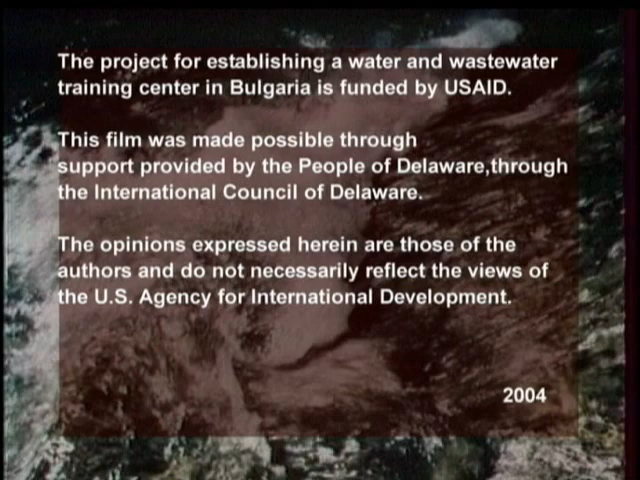 The project for establishing a water and wastewater
training center in Bulgaria is funded by USAID.
This film was made possible through
support provided by the People of Delaware,through
the International Council of Delaware.
The opinions expressed herein are those of the
authors and do not necessarily reflect the views of
the U.S. Agency for International Development.
2004